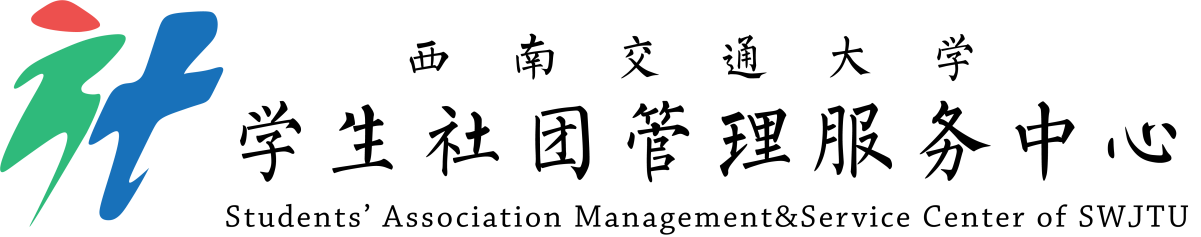 西南交通大学
学生社团管理服务中心
Students’ Association Management&Service Center of SWJTU